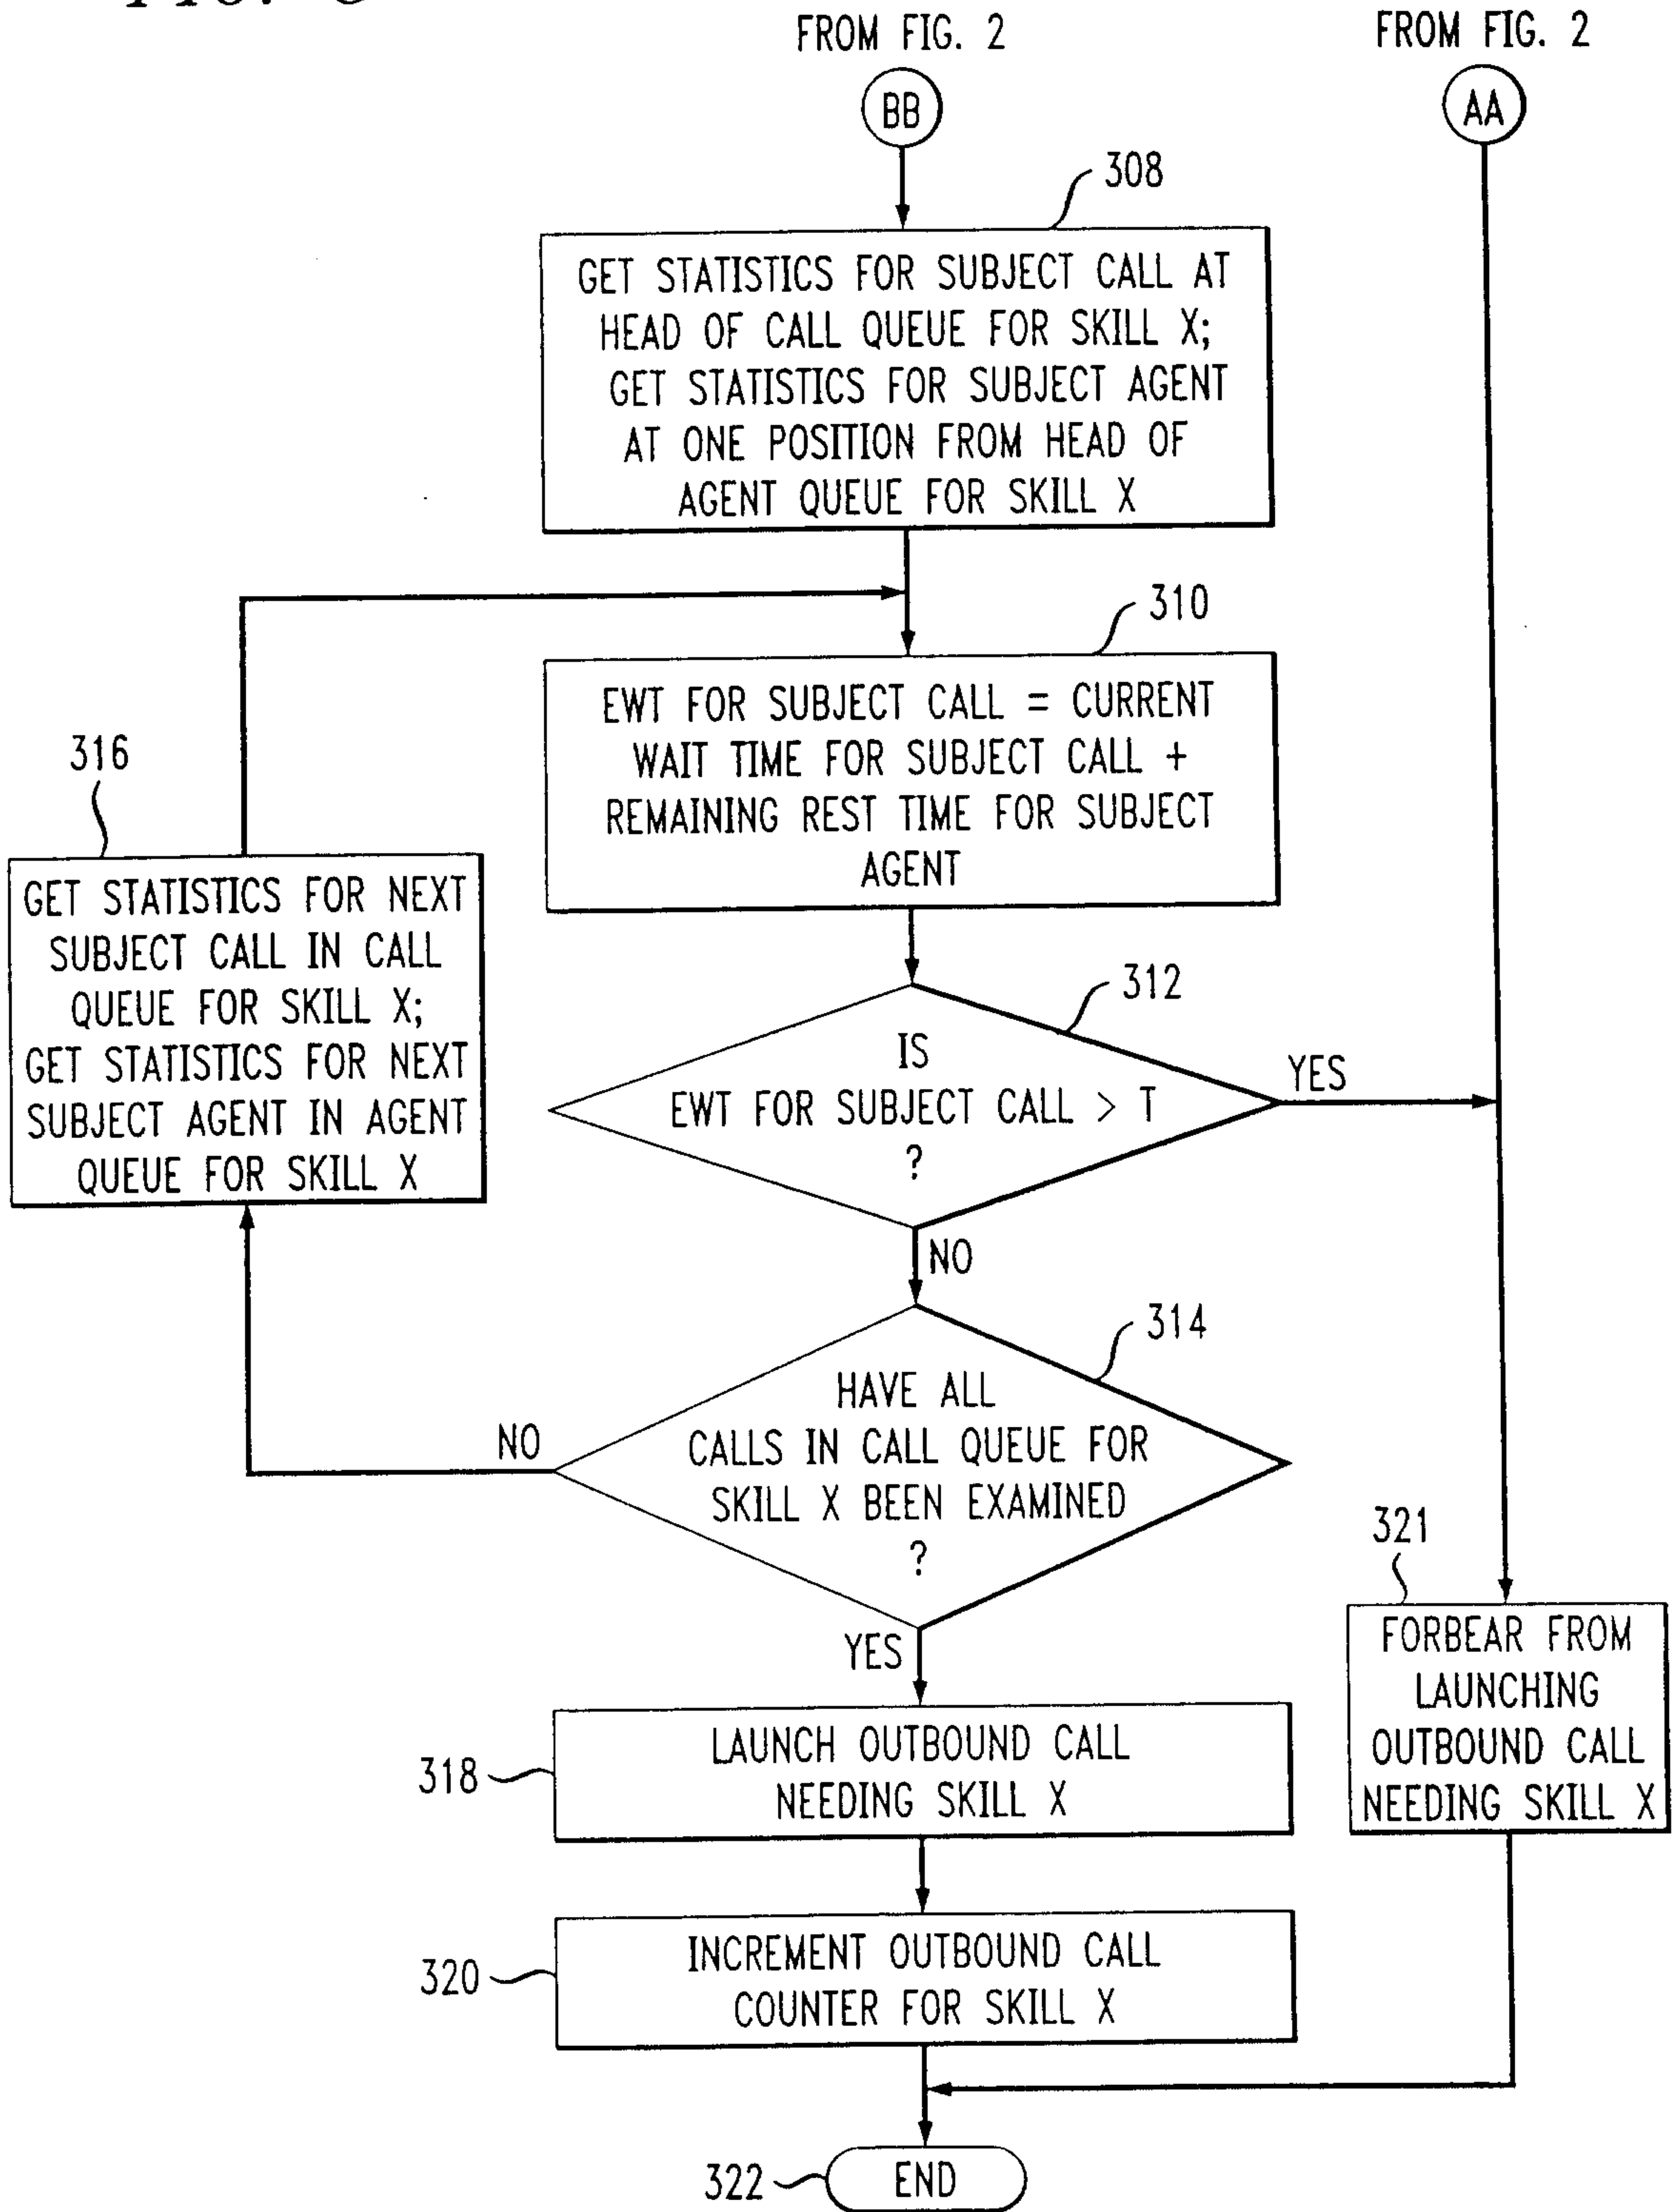 FROM FIG. 2
FROM FIG. 2
BB
AA
308
GET STATISTICS FOR SUBJECT CALL AT
HEAD OF CALL QUEUE FOR SKILL X;
GET STATISTICS FOR SUBJECT AGENT
AT ONE POSITION FROM HEAD OF
AGENT QUEUE FOR SKILL X
310
EWT FOR SUBJECT CALL = CURRENT
WAIT TIME FOR SUBJECT CALL +
REMAINING REST TIME FOR SUBJECT
AGENT
316
GET STATISTICS FOR NEXT
SUBJECT CALL IN CALL
QUEUE FOR SKILL X;
GET STATISTICS FOR NEXT
SUBJECT AGENT IN AGENT
QUEUE FOR SKILL X
312
IS
EWT FOR SUBJECT CALL > T
?
YES
NO
314
HAVE ALL
CALLS IN CALL QUEUE FOR
SKILL X BEEN EXAMINED
?
NO
YES
321
FORBEAR FROM
LAUNCHING
OUTBOUND CALL
NEEDING SKILL X
318
LAUNCH OUTBOUND CALL
NEEDING SKILL X
320
INCREMENT OUTBOUND CALL
COUNTER FOR SKILL X
322
END